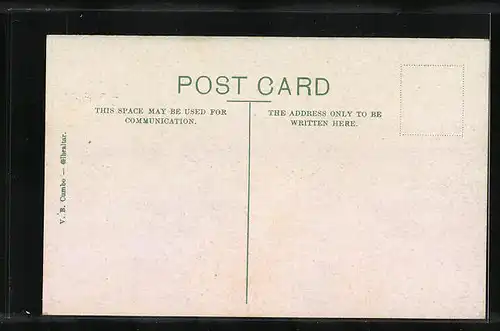 POST CARD
THIS SPACE MAY BE USED FOR
COMMUNICATION.
THE ADDRESS ONLY TO BE
WRITTEN HERE.
V. B. Cumbo — Gibraltar.